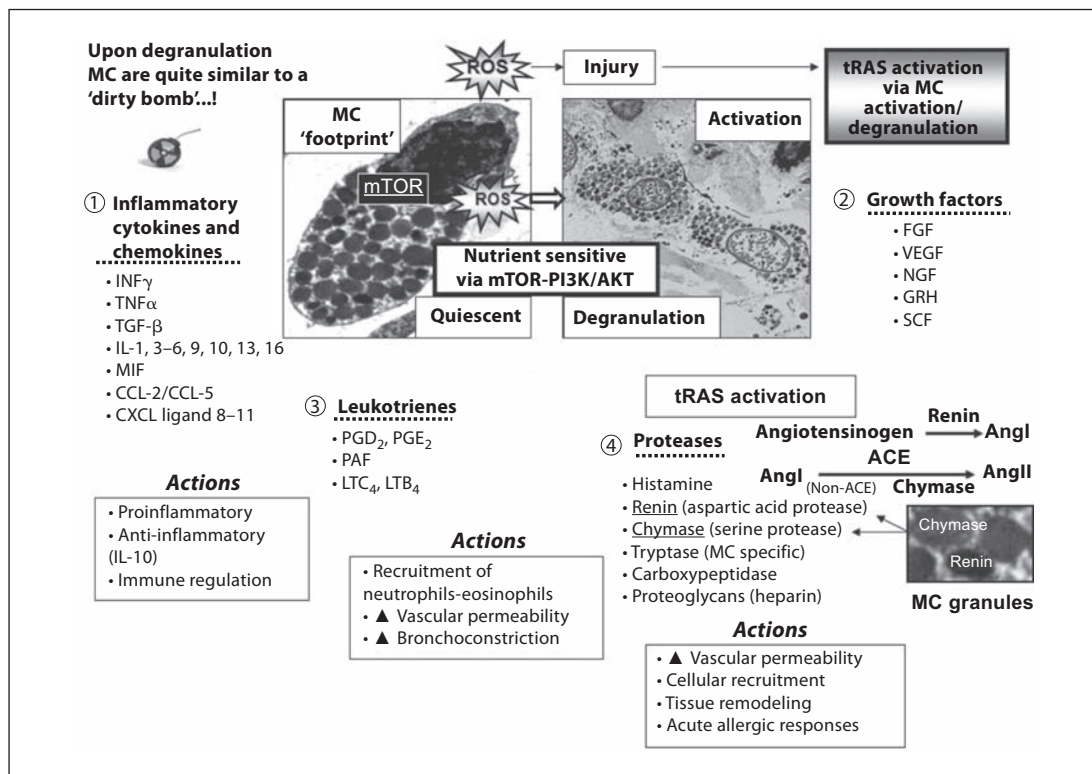 Upon degranulation
MC are quite similar to a
‘dirty bomb’...!
ROS
Injury
tRAS activation
via MC
activation/
degranulation
MC
‘footprint’
Activation
mTOR
ROS
Nutrient sensitive
via mTOR-PI3K/AKT
Quiescent
Degranulation
① Inflammatory
cytokines and
chemokines
• INFγ
• TNFα
• TGF-β
• IL-1, 3–6, 9, 10, 13, 16
• MIF
• CCL-2/CCL-5
• CXCL ligand 8–11
Actions
• Proinflammatory
• Anti-inflammatory
(IL-10)
• Immune regulation
② Growth factors
• FGF
• VEGF
• NGF
• GRH
• SCF
③ Leukotrienes
• PGD₂, PGE₂
• PAF
• LTC₄, LTB₄
Actions
• Recruitment of
neutrophils-eosinophils
• ▲ Vascular permeability
• ▲ Bronchoconstriction
tRAS activation
Angiotensinogen Renin AngI
AngI ACE AngII
(Non-ACE) Chymase
④ Proteases
• Histamine
• Renin (aspartic acid protease)
• Chymase (serine protease)
• Tryptase (MC specific)
• Carboxypeptidase
• Proteoglycans (heparin)
Chymase
Renin
MC granules
Actions
• ▲ Vascular permeability
• Cellular recruitment
• Tissue remodeling
• Acute allergic responses